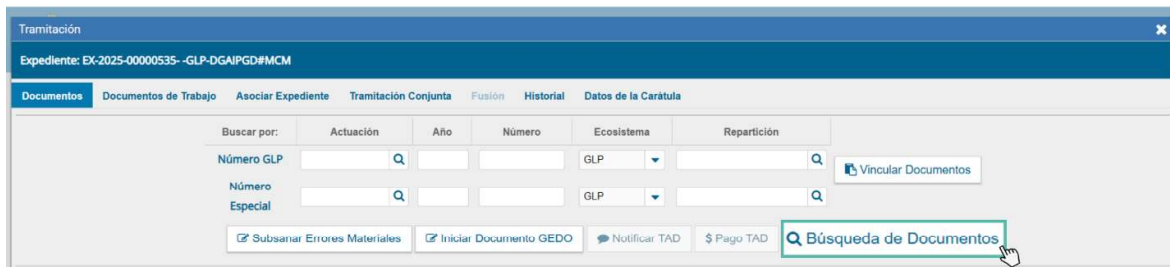 Tramitación
Expediente: EX-2025-00000535- -GLP-DGAIPGD#MCM
Documentos Documentos de Trabajo Asociar Expediente Tramitación Conjunta Fusión Historial Datos de la Carátula
Buscar por: Actuación Año Número Ecosistema Repartición
Número GLP GLP Vincular Documentos
Número
Especial GLP
Subsanar Errores Materiales Iniciar Documento GEDO Notificar TAD $ Pago TAD Búsqueda de Documentos